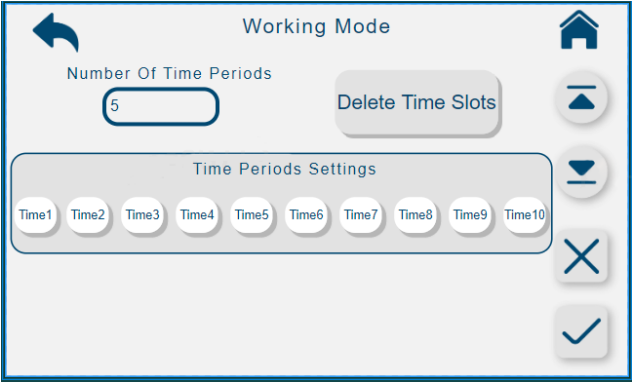 Working Mode
Number Of Time Periods
5
Delete Time Slots
Time Periods Settings
Time1 Time2 Time3 Time4 Time5 Time6 Time7 Time8 Time9 Time10